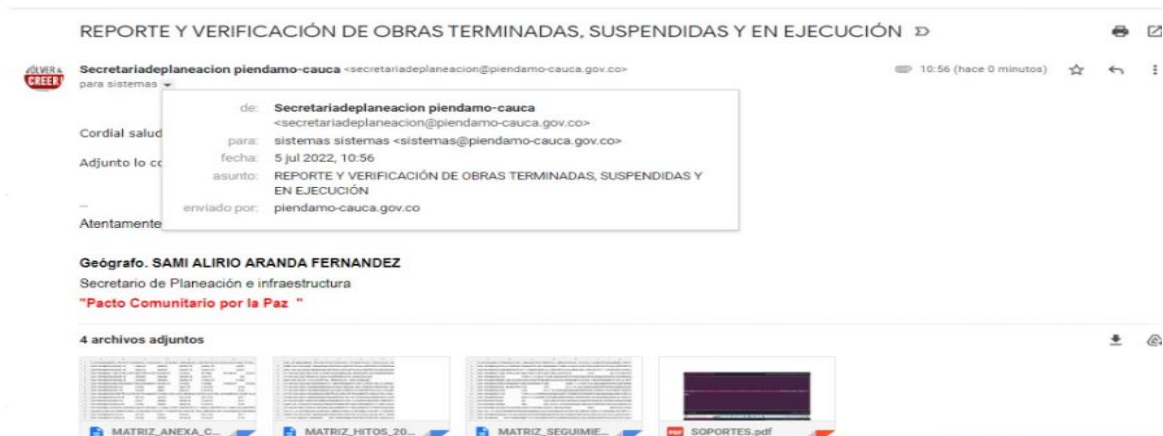 REPORTE Y VERIFICACIÓN DE OBRAS TERMINADAS, SUSPENDIDAS Y EN EJECUCIÓN
VOLVER A
CREER
Secretariadeplaneacion piendamo-cauca <secretariadeplaneacion@piendamo-cauca.gov.co>
10:56 (hace 0 minutos)
para sistemas
de: Secretariadeplaneacion piendamo-cauca
<secretariadeplaneacion@piendamo-cauca.gov.co>
Cordial salud
para: sistemas sistemas <sistemas@piendamo-cauca.gov.co>
Adjunto lo co
fecha: 5 jul 2022, 10:56
asunto: REPORTE Y VERIFICACIÓN DE OBRAS TERMINADAS, SUSPENDIDAS Y
EN EJECUCIÓN
--
enviado por: piendamo-cauca.gov.co
Atentamente
Geógrafo. SAMI ALIRIO ARANDA FERNANDEZ
Secretario de Planeación e infraestructura
"Pacto Comunitario por la Paz "
4 archivos adjuntos
MATRIZ_ANEXA_C...
MATRIZ_HITOS_20...
MATRIZ_SEGUIMIE...
PDF SOPORTES.pdf